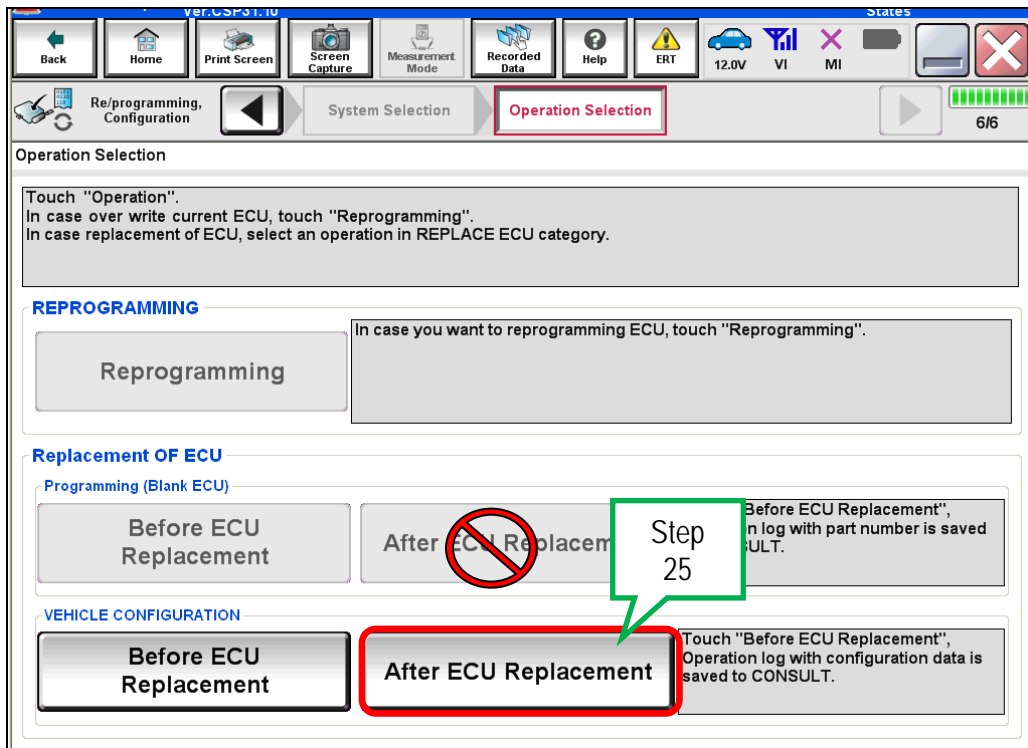 Ver.CSP31.10
States
Back
Home
Print Screen
Screen
Capture
Measurement
Mode
Recorded
Data
Help
ERT
12.0V
VI
MI
Re/programming,
Configuration
System Selection
Operation Selection
6/6
Operation Selection
Touch "Operation".
In case over write current ECU, touch "Reprogramming".
In case replacement of ECU, select an operation in REPLACE ECU category.
REPROGRAMMING
Reprogramming
In case you want to reprogramming ECU, touch "Reprogramming".
Replacement OF ECU
Programming (Blank ECU)
Before ECU
Replacement
After ECU Replacem
Step
25
Before ECU Replacement",
n log with part number is saved
SULT.
VEHICLE CONFIGURATION
Before ECU
Replacement
After ECU Replacement
Touch "Before ECU Replacement",
Operation log with configuration data is
saved to CONSULT.